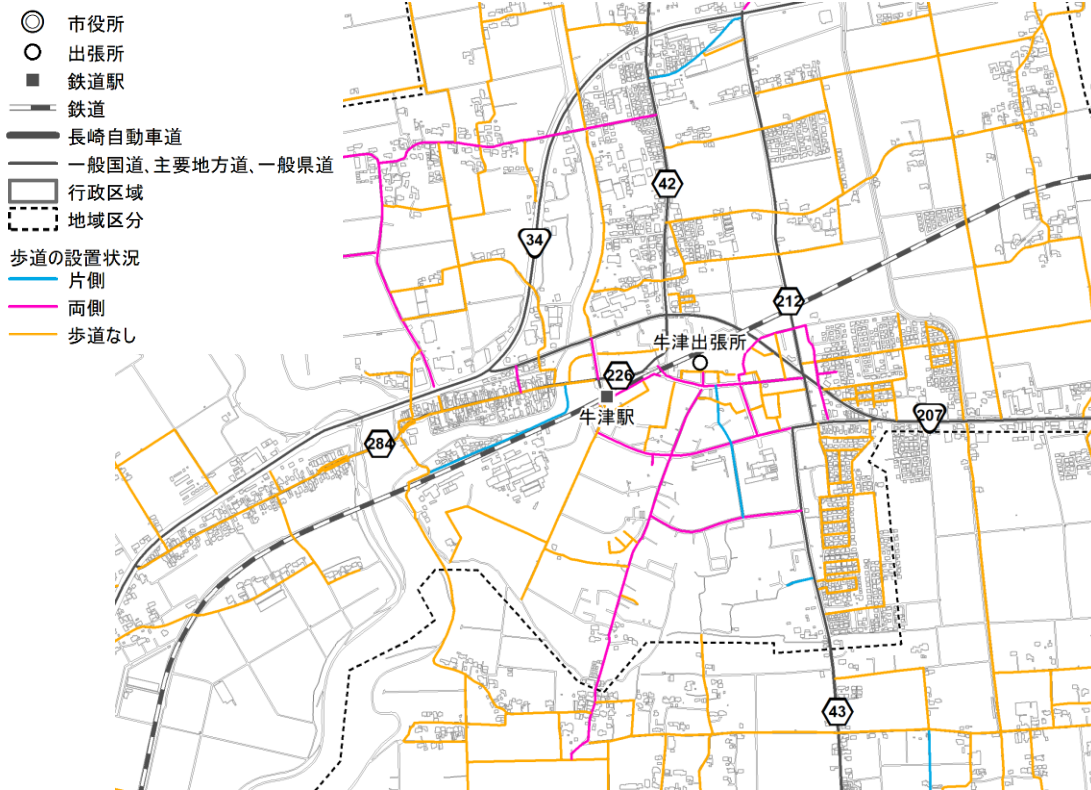 市役所
出張所
鉄道駅
鉄道
長崎自動車道
一般国道、主要地方道、一般県道
行政区域
地域区分
歩道の設置状況
片側
両側
歩道なし
42
34
212
牛津出張所
226
牛津駅
207
284
43